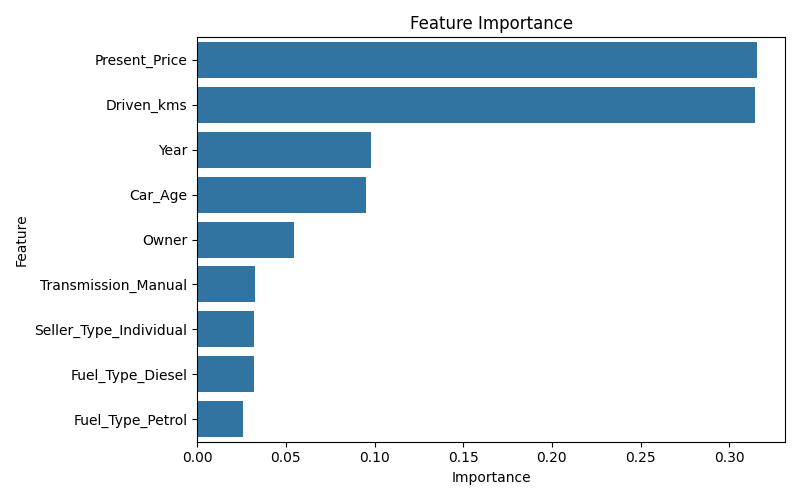 Feature Importance
Feature
Present_Price
Driven_kms
Year
Car_Age
Owner
Transmission_Manual
Seller_Type_Individual
Fuel_Type_Diesel
Fuel_Type_Petrol
0.00 0.05 0.10 0.15 0.20 0.25 0.30
Importance